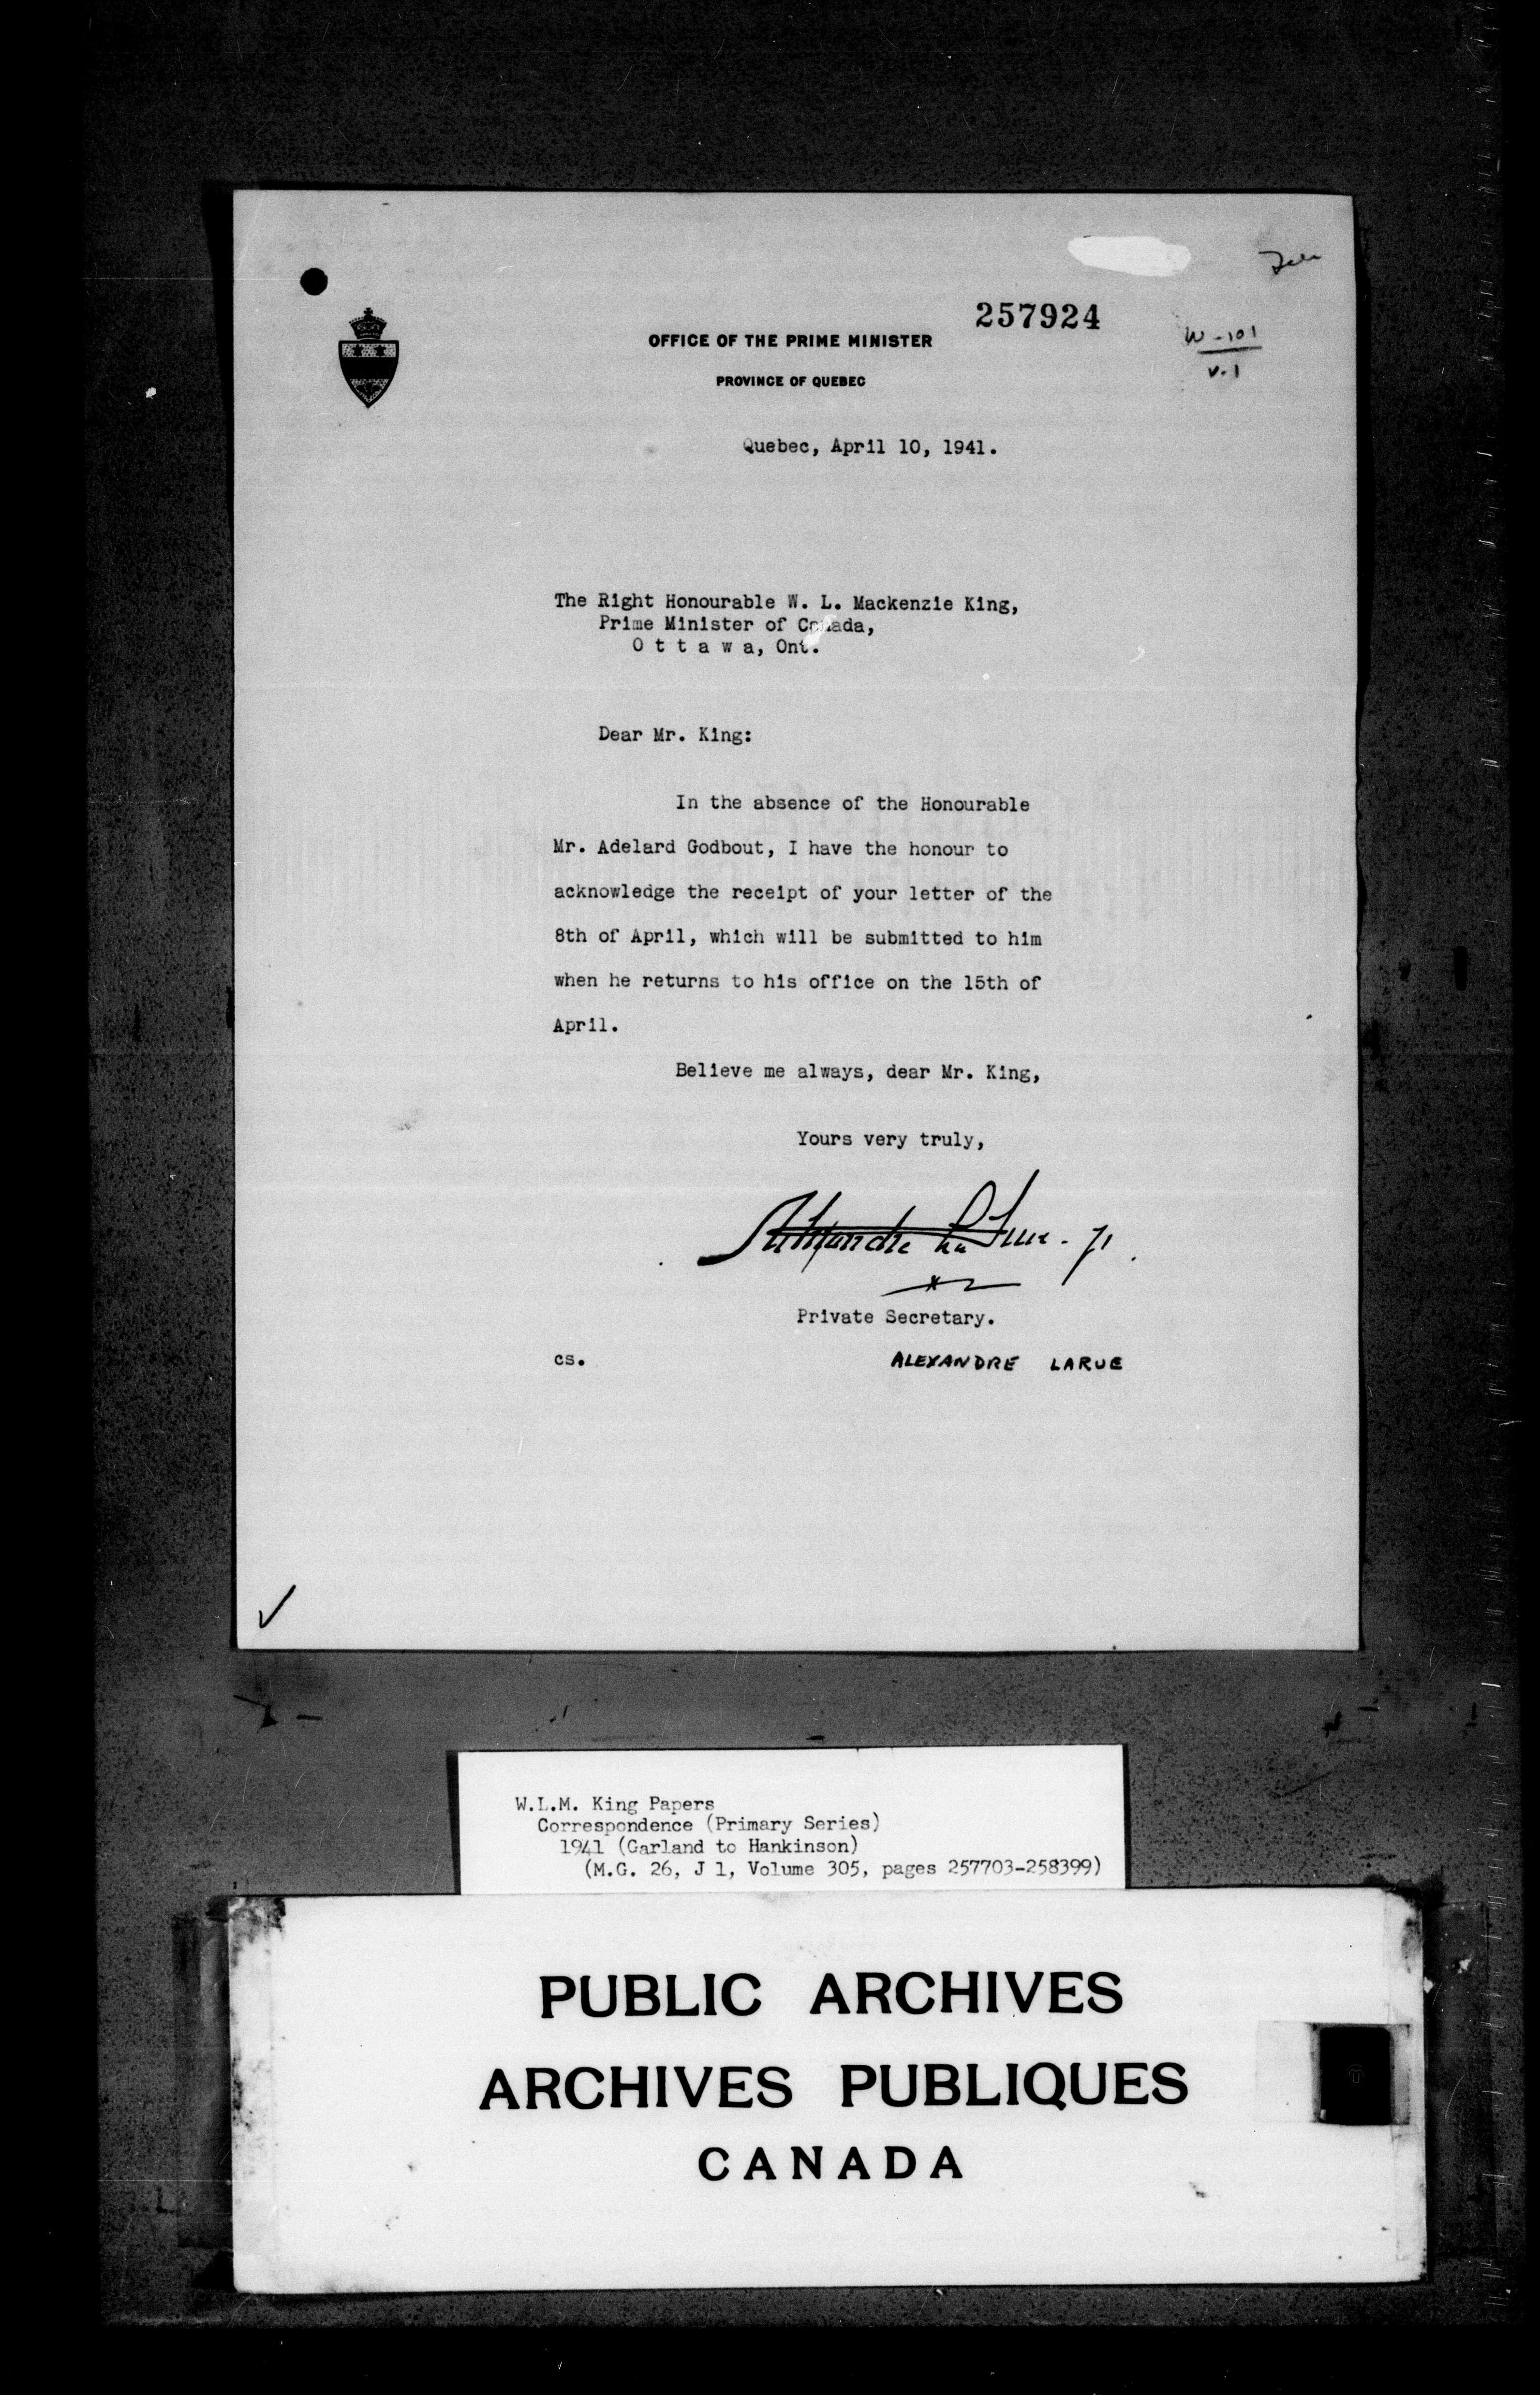 257924
OFFICE OF THE PRIME MINISTER
W-101
PROVINCE OF QUEBEC
V.1
Quebec, April 10, 1941.
The Right Honourable W. L. Mackenzie King,
Prime Minister of Canada,
O t t a w a, Ont.
Dear Mr. King:
In the absence of the Honourable
Mr. Adelard Godbout, I have the honour to
acknowledge the receipt of your letter of the
8th of April, which will be submitted to him
when he returns to his office on the 15th of
April.
Believe me always, dear Mr. King,
Yours very truly,
Alexandre LaRue
Private Secretary.
cs.
ALEXANDRE LARUE
W.L.M. King Papers
Correspondence (Primary Series)
1941 (Garland to Hankinson)
(M.G. 26, J 1, Volume 305, pages 257703-258399)
PUBLIC ARCHIVES
ARCHIVES PUBLIQUES
CANADA